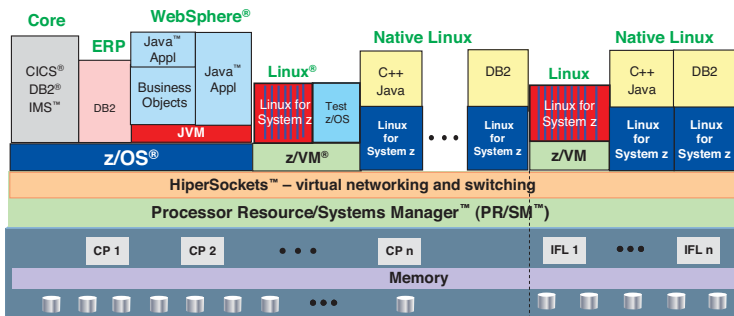 Core
WebSphere®
ERP
Linux®
Native Linux
Linux
Native Linux
CICS®
DB2®
IMS™
DB2
Java™
Appl
Business
Objects
Java™
Appl
JVM
Linux for
System z
Test
z/OS
C++
Java
Linux
for
System z
• • •
DB2
Linux
for
System z
Linux for
System z
C++
Java
Linux
for
System z
DB2
Linux
for
System z
z/OS®
z/VM®
z/VM
HiperSockets™ – virtual networking and switching
Processor Resource/Systems Manager™ (PR/SM™)
CP 1
CP 2
• • •
CP n
IFL 1
•••
IFL n
Memory
•••